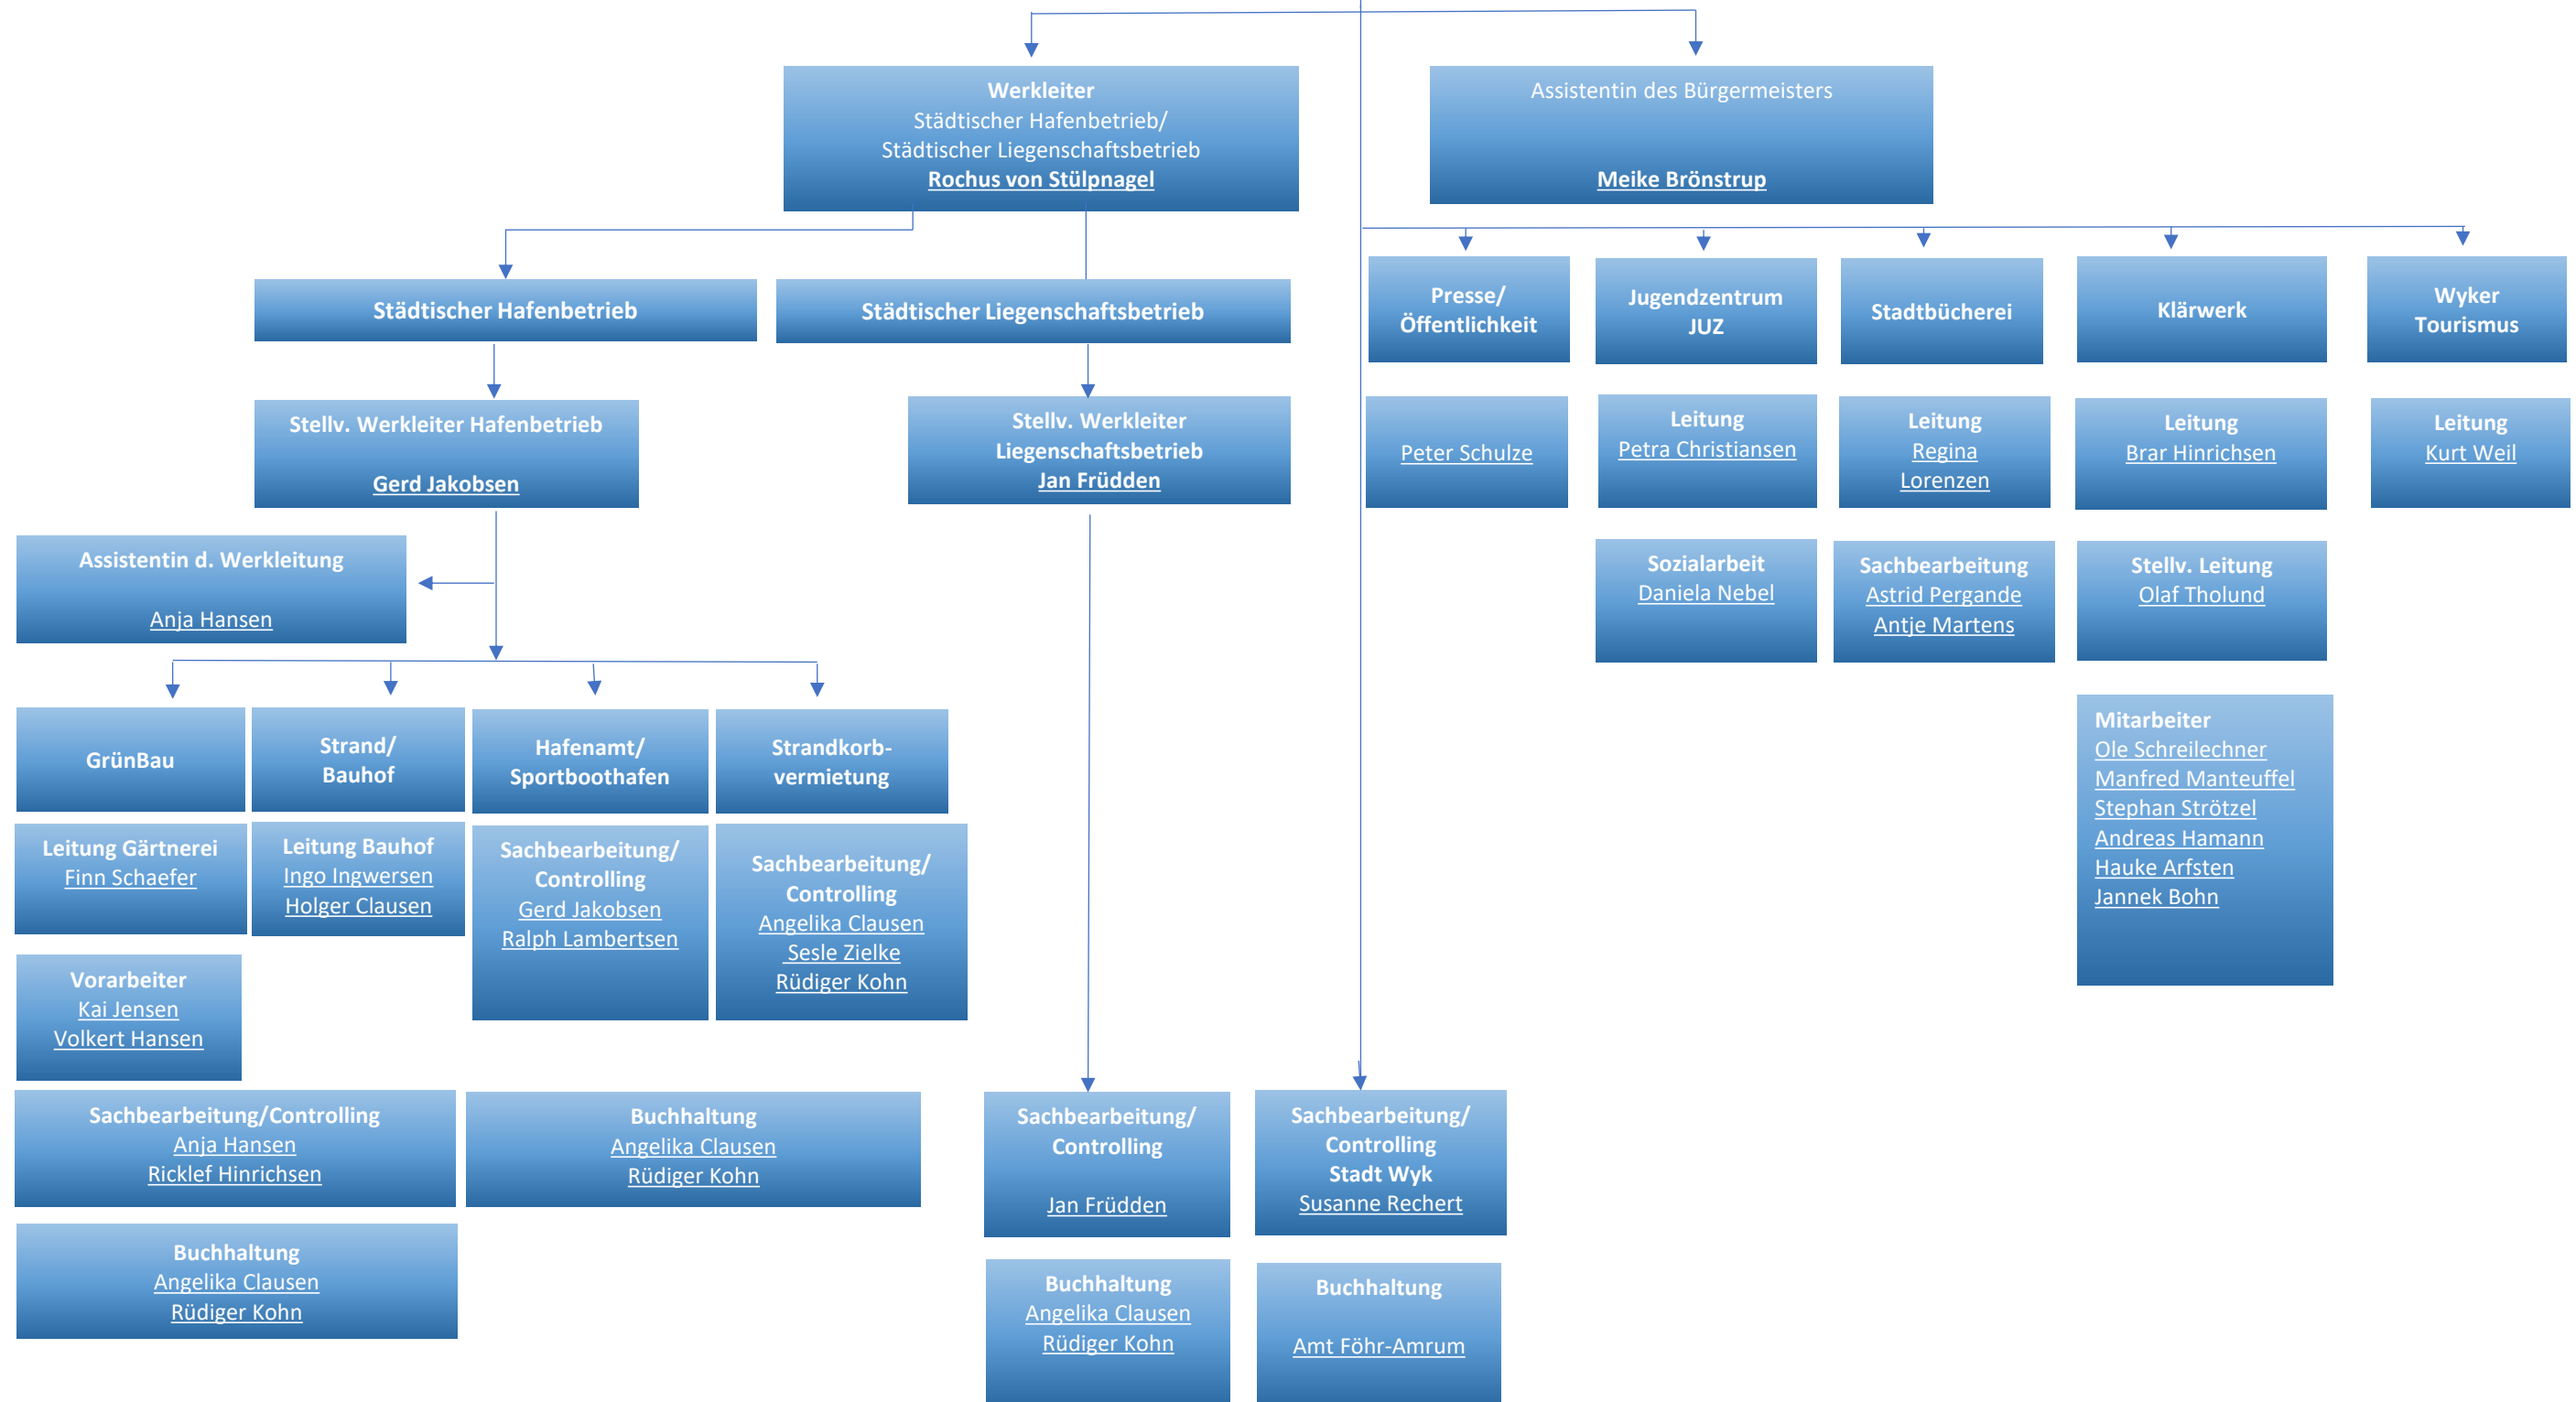 Werkleiter
Städtischer Hafenbetrieb/
Städtischer Liegenschaftsbetrieb
Rochus von Stülpnagel
Assistentin des Bürgermeisters
Meike Brönstrup
Städtischer Hafenbetrieb
Städtischer Liegenschaftsbetrieb
Presse/
Öffentlichkeit
Jugendzentrum
JUZ
Stadtbücherei
Klärwerk
Wyker
Tourismus
Stellv. Werkleiter Hafenbetrieb
Gerd Jakobsen
Stellv. Werkleiter
Liegenschaftsbetrieb
Jan Früdden
Peter Schulze
Leitung
Petra Christiansen
Leitung
Regina
Lorenzen
Leitung
Brar Hinrichsen
Leitung
Kurt Weil
Assistentin d. Werkleitung
Anja Hansen
Sozialarbeit
Daniela Nebel
Sachbearbeitung
Astrid Pergande
Antje Martens
Stellv. Leitung
Olaf Tholund
GrünBau
Strand/
Bauhof
Hafenamt/
Sportboothafen
Strandkorb-
vermietung
Mitarbeiter
Ole Schreilechner
Manfred Manteuffel
Stephan Strötzel
Andreas Hamann
Hauke Arfsten
Jannek Bohn
Leitung Gärtnerei
Finn Schaefer
Leitung Bauhof
Ingo Ingwersen
Holger Clausen
Sachbearbeitung/
Controlling
Gerd Jakobsen
Ralph Lambertsen
Sachbearbeitung/
Controlling
Angelika Clausen
Sesle Zielke
Rüdiger Kohn
Vorarbeiter
Kai Jensen
Volkert Hansen
Sachbearbeitung/Controlling
Anja Hansen
Ricklef Hinrichsen
Buchhaltung
Angelika Clausen
Rüdiger Kohn
Sachbearbeitung/
Controlling
Jan Früdden
Sachbearbeitung/
Controlling
Stadt Wyk
Susanne Rechert
Buchhaltung
Angelika Clausen
Rüdiger Kohn
Buchhaltung
Angelika Clausen
Rüdiger Kohn
Buchhaltung
Amt Föhr-Amrum